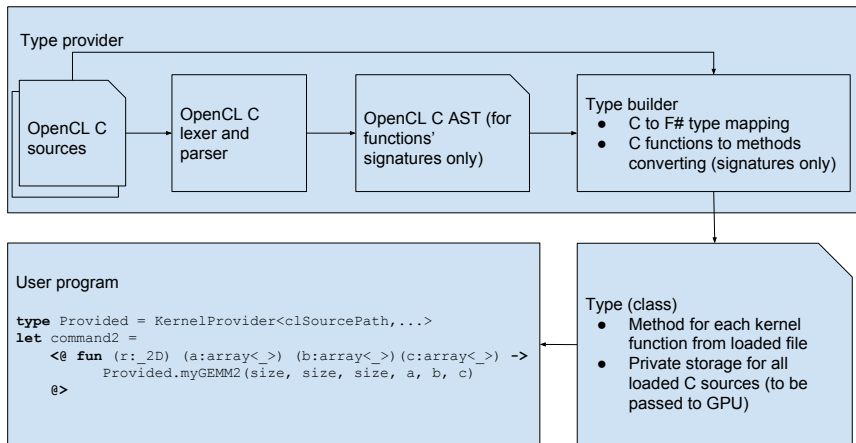 Type provider
OpenCL C
sources
OpenCL C
lexer and
parser
OpenCL C AST (for
functions'
signatures only)
Type builder
● C to F# type mapping
● C functions to methods
converting (signatures only)
User program
type Provided = KernelProvider<clSourcePath,...>
let command2 =
<@ fun (r:_2D) (a:array<_>) (b:array<_>)(c:array<_>) ->
Provided.myGEMM2(size, size, size, a, b, c)
@>
Type (class)
● Method for each kernel
function from loaded file
● Private storage for all
loaded C sources (to be
passed to GPU)